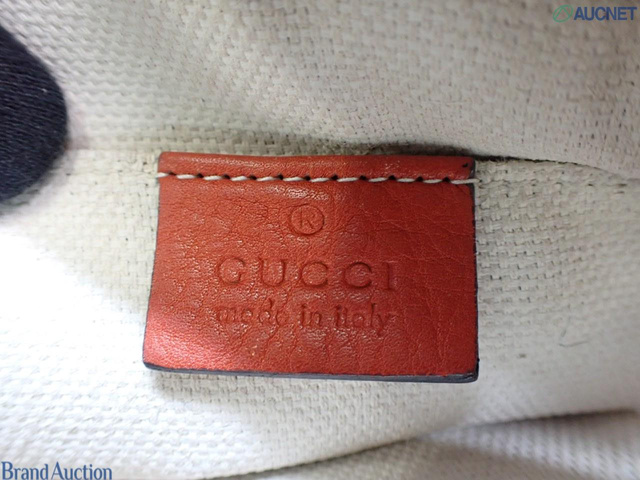 AUCNET
®
GUCCI
made in italy
Brand Auction